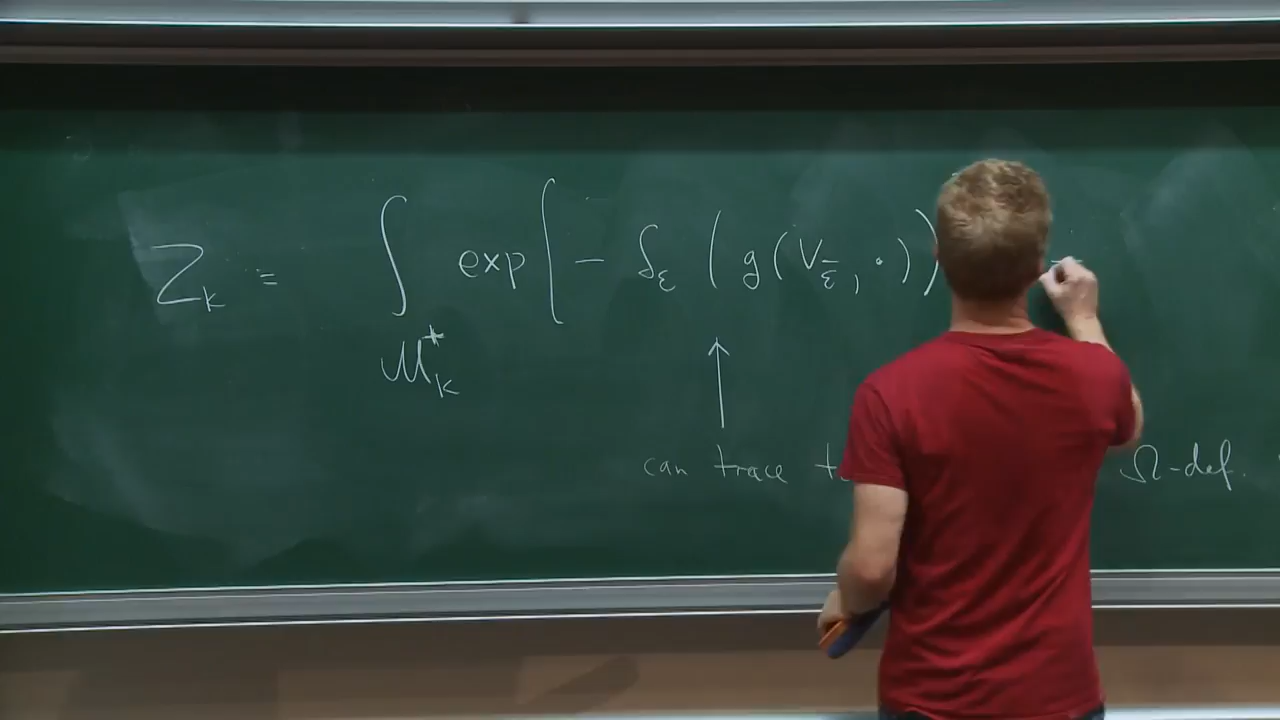 Z_k = ∫_{M*_k} exp[ - δ_ε ( g( V_ε̄ , · ) )
↑
can trace Ω-def.